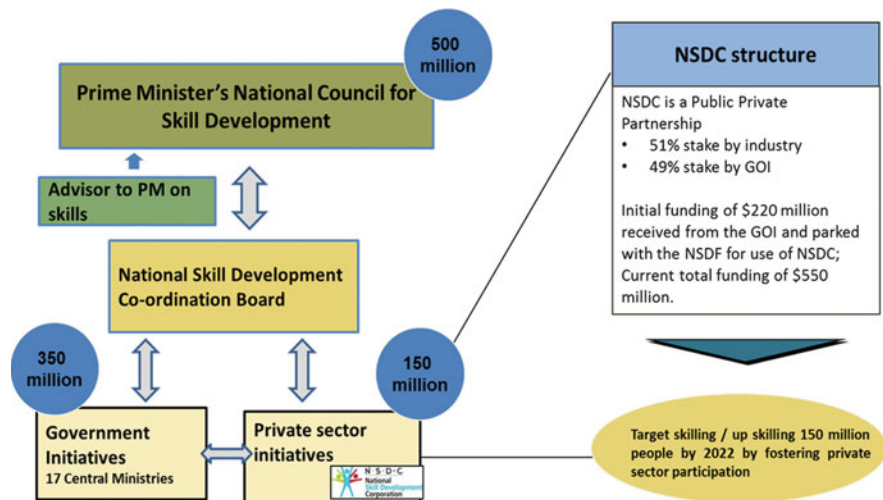 500
million
Prime Minister's National Council for
Skill Development
Advisor to PM on
skills
National Skill Development
Co-ordination Board
350
million
150
million
Government
Initiatives
17 Central Ministries
Private sector
initiatives
N·S·D·C
National
Skill Development
Corporation
NSDC structure
NSDC is a Public Private
Partnership
• 51% stake by industry
• 49% stake by GOI
Initial funding of $220 million
received from the GOI and parked
with the NSDF for use of NSDC;
Current total funding of $550
million.
Target skilling / up skilling 150 million
people by 2022 by fostering private
sector participation